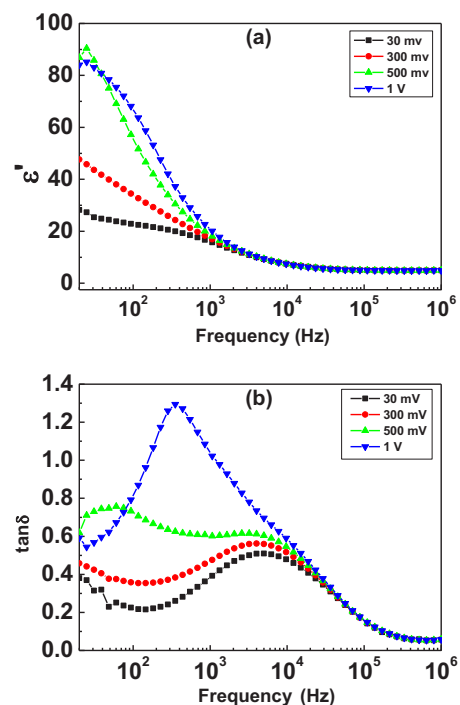 (a)
30 mv
300 mv
500 mv
1 V
100
80
60
40
20
0
ε'
10² 10³ 10⁴ 10⁵ 10⁶
Frequency (Hz)
(b)
30 mV
300 mV
500 mV
1 V
1.4
1.2
1.0
0.8
0.6
0.4
0.2
0.0
tanδ
10² 10³ 10⁴ 10⁵ 10⁶
Frequency (Hz)